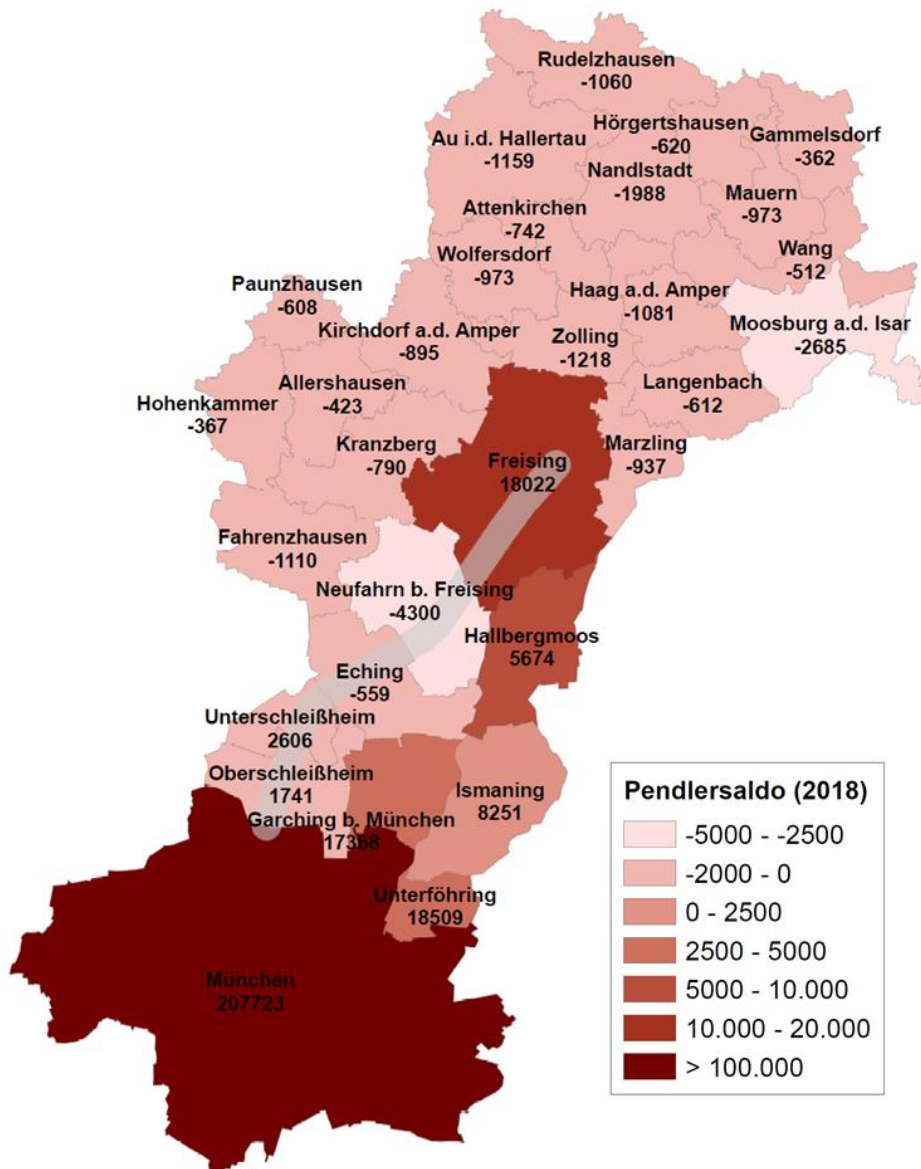 Rudelzhausen
-1060
Hörgertshausen
-620
Gammelsdorf
-362
Au i.d. Hallertau
-1159
Nandlstadt
-1988
Mauern
-973
Attenkirchen
-742
Wolfersdorf
-973
Wang
-512
Paunzhausen
-608
Haag a.d. Amper
-1081
Kirchdorf a.d. Amper
-895
Zolling
-1218
Moosburg a.d. Isar
-2685
Allershausen
-423
Langenbach
-612
Hohenkammer
-367
Kranzberg
-790
Freising
18022
Marzling
-937
Fahrenzhausen
-1110
Neufahrn b. Freising
-4300
Hallbergmoos
5674
Eching
-559
Unterschleißheim
2606
Oberschleißheim
1741
Ismaning
8251
Garching b. München
17368
Unterföhring
18509
München
207723
Pendlersaldo (2018)
-5000 - -2500
-2000 - 0
0 - 2500
2500 - 5000
5000 - 10.000
10.000 - 20.000
> 100.000